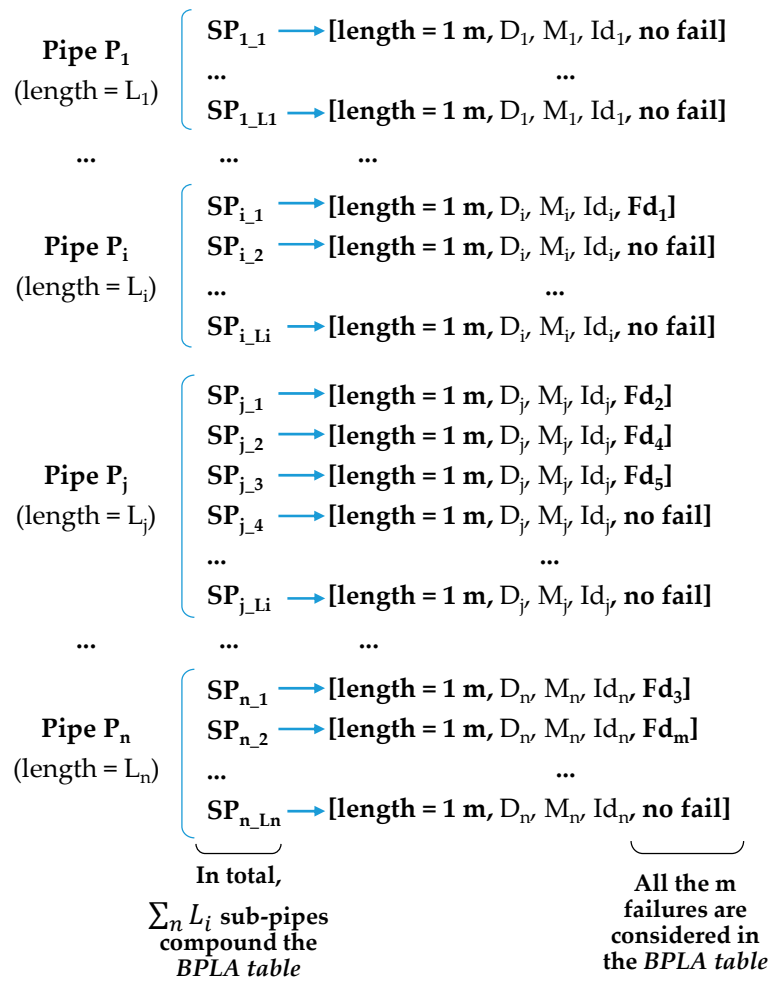 SP₁_₁ → [length = 1 m, D₁, M₁, Id₁, no fail]
Pipe P₁
(length = L₁)
... ...
SP₁_L₁ → [length = 1 m, D₁, M₁, Id₁, no fail]
... ... ...
SPᵢ_₁ → [length = 1 m, Dᵢ, Mᵢ, Idᵢ, Fd₁]
Pipe Pᵢ
SPᵢ_₂ → [length = 1 m, Dᵢ, Mᵢ, Idᵢ, no fail]
(length = Lᵢ)
... ...
SPᵢ_Lᵢ → [length = 1 m, Dᵢ, Mᵢ, Idᵢ, no fail]
SPⱼ_₁ → [length = 1 m, Dⱼ, Mⱼ, Idⱼ, Fd₂]
SPⱼ_₂ → [length = 1 m, Dⱼ, Mⱼ, Idⱼ, Fd₄]
Pipe Pⱼ
SPⱼ_₃ → [length = 1 m, Dⱼ, Mⱼ, Idⱼ, Fd₅]
(length = Lⱼ)
SPⱼ_₄ → [length = 1 m, Dⱼ, Mⱼ, Idⱼ, no fail]
... ...
SPⱼ_Lᵢ → [length = 1 m, Dⱼ, Mⱼ, Idⱼ, no fail]
... ... ...
SPₙ_₁ → [length = 1 m, Dₙ, Mₙ, Idₙ, Fd₃]
Pipe Pₙ
SPₙ_₂ → [length = 1 m, Dₙ, Mₙ, Idₙ, Fdₘ]
(length = Lₙ)
... ...
SPₙ_Lₙ → [length = 1 m, Dₙ, Mₙ, Idₙ, no fail]
In total,
∑ₙ Lᵢ sub-pipes
compound the
BPLA table
All the m
failures are
considered in
the BPLA table